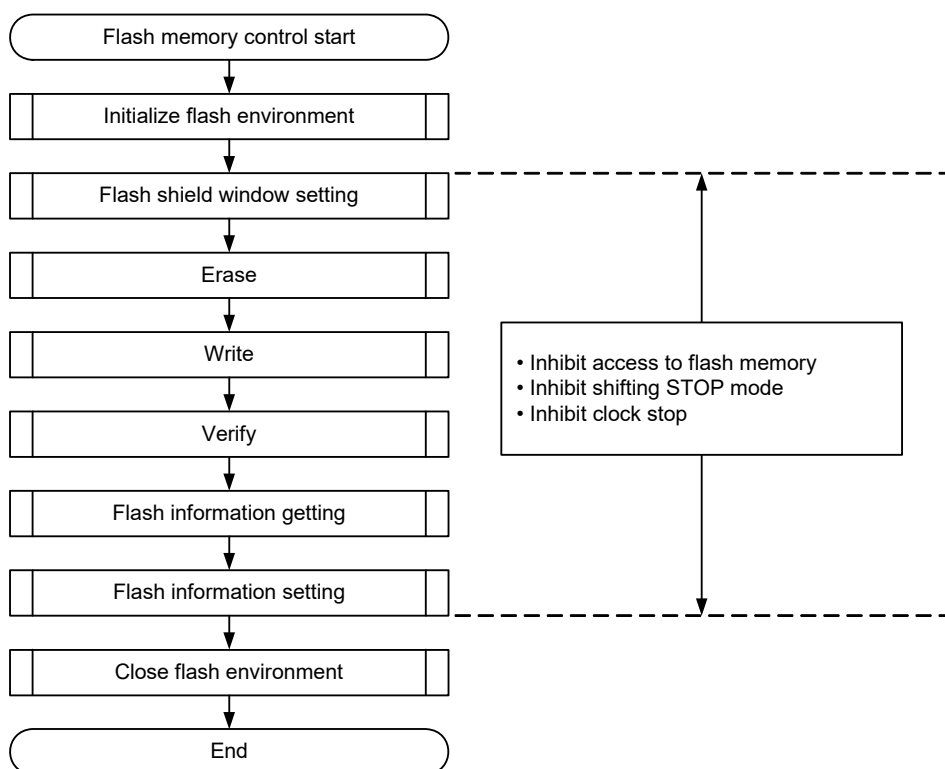 Flash memory control start
Initialize flash environment
Flash shield window setting
Erase
Write
Verify
Flash information getting
Flash information setting
Close flash environment
End
• Inhibit access to flash memory
• Inhibit shifting STOP mode
• Inhibit clock stop